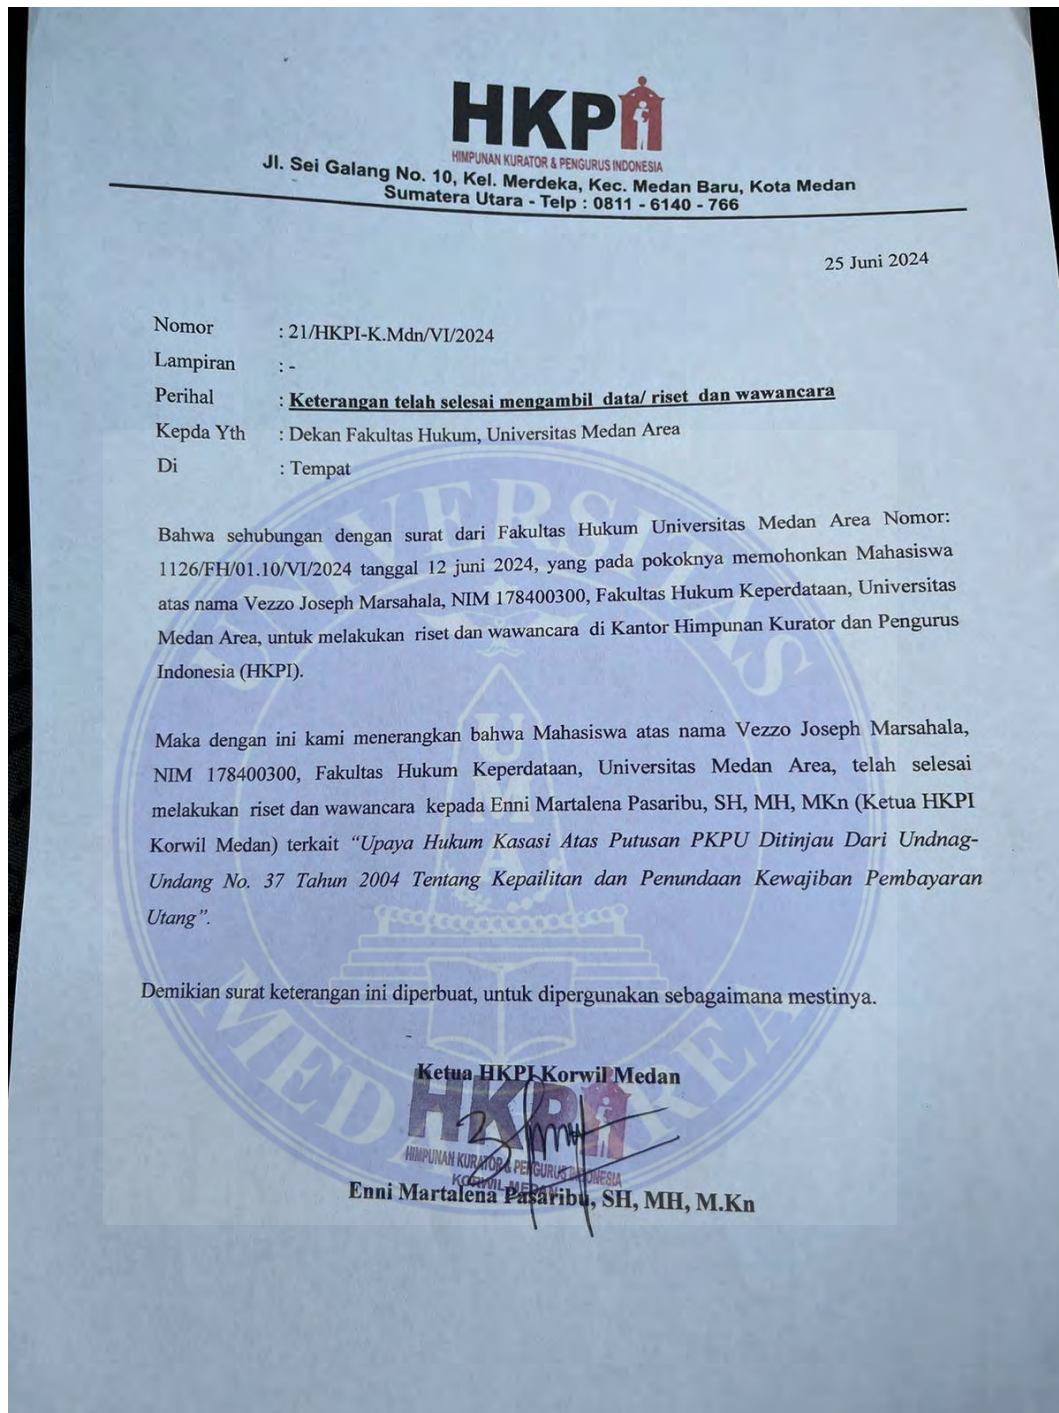 HKPI
HIMPUNAN KURATOR & PENGURUS INDONESIA
Jl. Sei Galang No. 10, Kel. Merdeka, Kec. Medan Baru, Kota Medan
Sumatera Utara - Telp : 0811 - 6140 - 766
25 Juni 2024
Nomor : 21/HKPI-K.Mdn/VI/2024
Lampiran : -
Perihal : Keterangan telah selesai mengambil data/ riset dan wawancara
Kepda Yth : Dekan Fakultas Hukum, Universitas Medan Area
Di : Tempat
Bahwa sehubungan dengan surat dari Fakultas Hukum Universitas Medan Area Nomor:
1126/FH/01.10/VI/2024 tanggal 12 juni 2024, yang pada pokoknya memohonkan Mahasiswa
atas nama Vezzo Joseph Marsahala, NIM 178400300, Fakultas Hukum Keperdataan, Universitas
Medan Area, untuk melakukan riset dan wawancara di Kantor Himpunan Kurator dan Pengurus
Indonesia (HKPI).
Maka dengan ini kami menerangkan bahwa Mahasiswa atas nama Vezzo Joseph Marsahala,
NIM 178400300, Fakultas Hukum Keperdataan, Universitas Medan Area, telah selesai
melakukan riset dan wawancara kepada Enni Martalena Pasaribu, SH, MH, MKn (Ketua HKPI
Korwil Medan) terkait “Upaya Hukum Kasasi Atas Putusan PKPU Ditinjau Dari Undnag-
Undang No. 37 Tahun 2004 Tentang Kepailitan dan Penundaan Kewajiban Pembayaran
Utang”.
Demikian surat keterangan ini diperbuat, untuk dipergunakan sebagaimana mestinya.
Ketua HKPI Korwil Medan
HKPI
HIMPUNAN KURATOR & PENGURUS INDONESIA
KORWIL MEDAN
Enni Martalena Pasaribu, SH, MH, M.Kn
UNIVERSITAS
MEDAN AREA
UMA